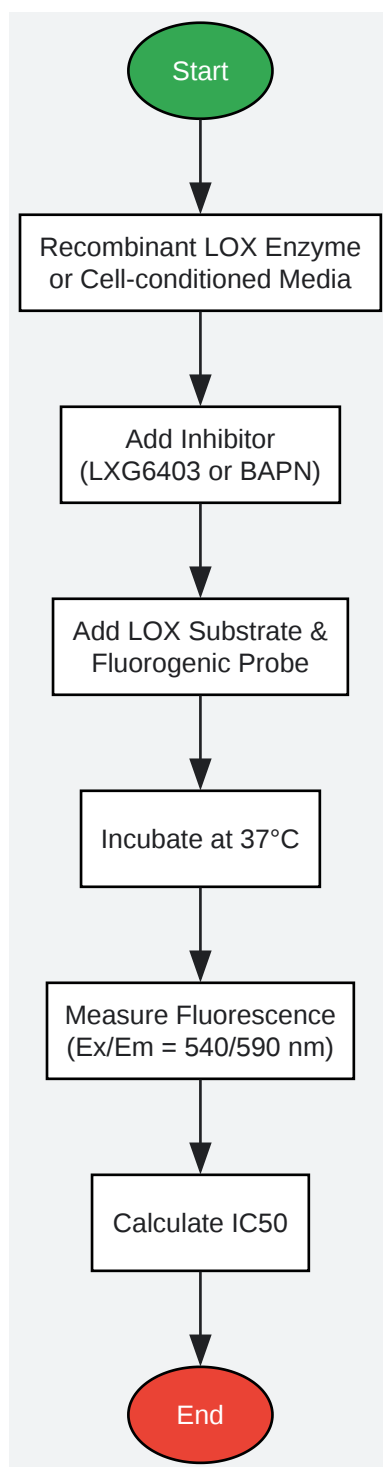 Start
Recombinant LOX Enzyme
or Cell-conditioned Media
Add Inhibitor
(LXG6403 or BAPN)
Add LOX Substrate &
Fluorogenic Probe
Incubate at 37°C
Measure Fluorescence
(Ex/Em = 540/590 nm)
Calculate IC50
End